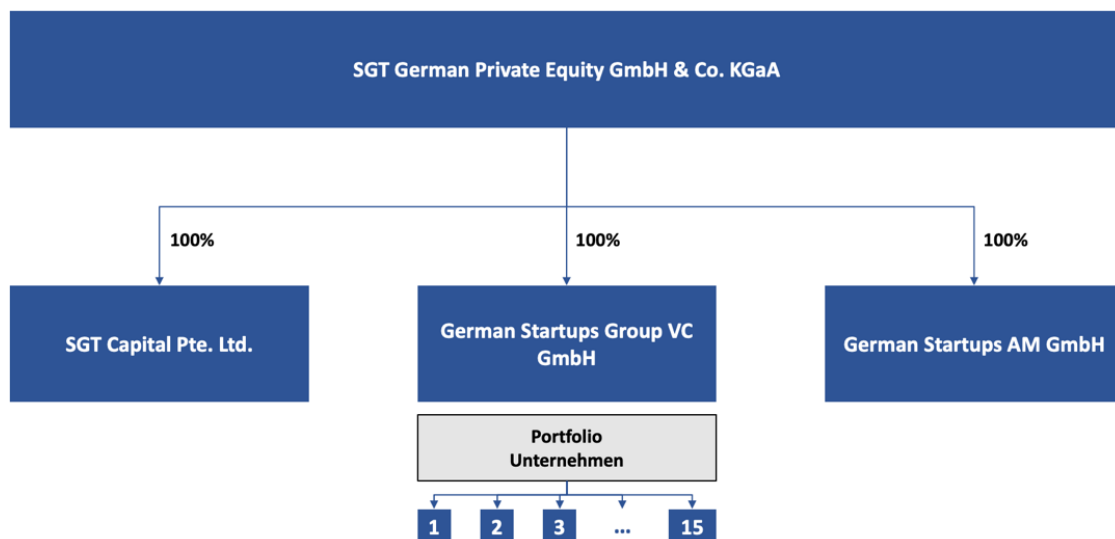 SGT German Private Equity GmbH & Co. KGaA
100%
100%
100%
SGT Capital Pte. Ltd.
German Startups Group VC
GmbH
German Startups AM GmbH
Portfolio
Unternehmen
1
2
3
...
15